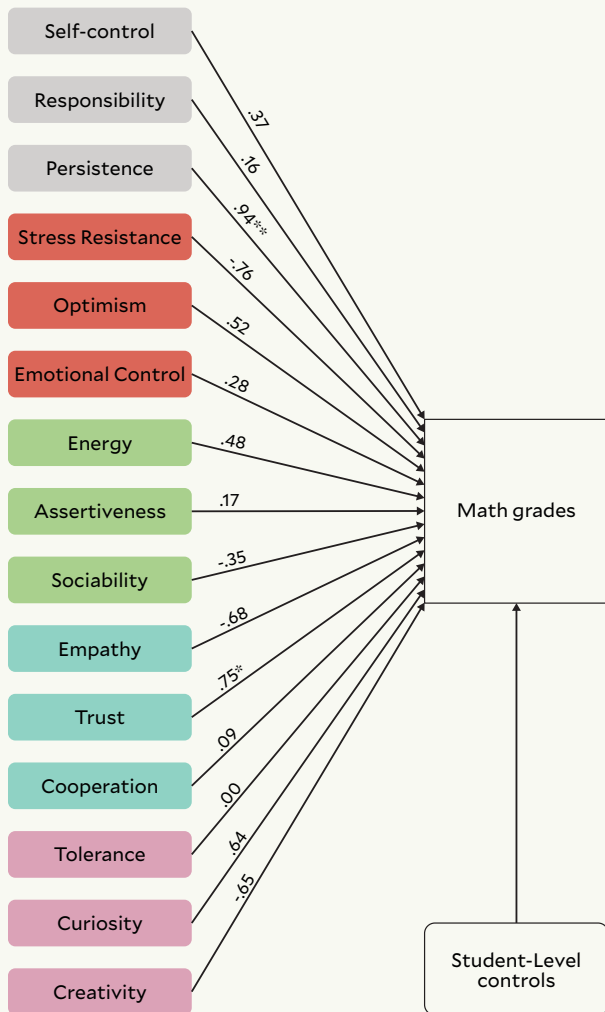 Self-control
.37
Responsibility
.16
Persistence
.94**
Stress Resistance
-.76
Optimism
.52
Emotional Control
.28
Energy
.48
Assertiveness
.17
Math grades
Sociability
-.35
Empathy
-.68
Trust
.75*
Cooperation
.09
Tolerance
.00
Curiosity
.64
Creativity
-.65
Student-Level
controls